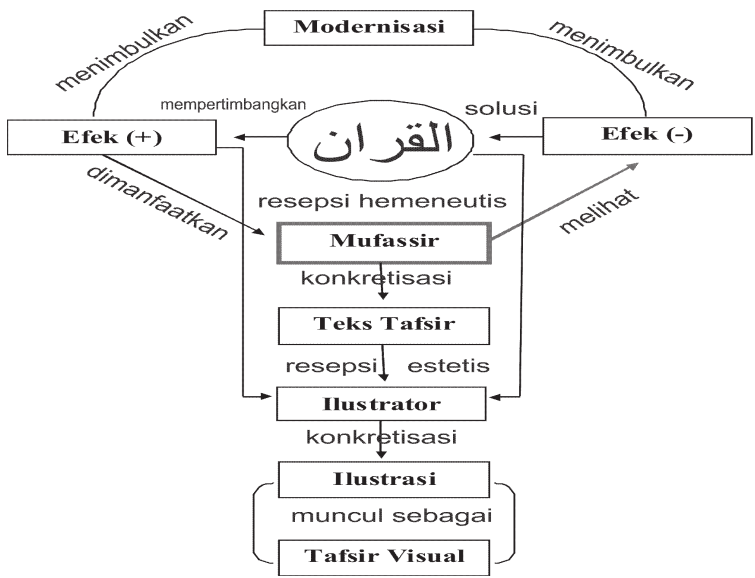 Modernisasi
menimbulkan
menimbulkan
mempertimbangkan
solusi
Efek (+)
القران
Efek (-)
dimanfaatkan
resepsi hemeneutis
melihat
Mufassir
konkretisasi
Teks Tafsir
resepsi estetis
Ilustrator
konkretisasi
Ilustrasi
muncul sebagai
Tafsir Visual